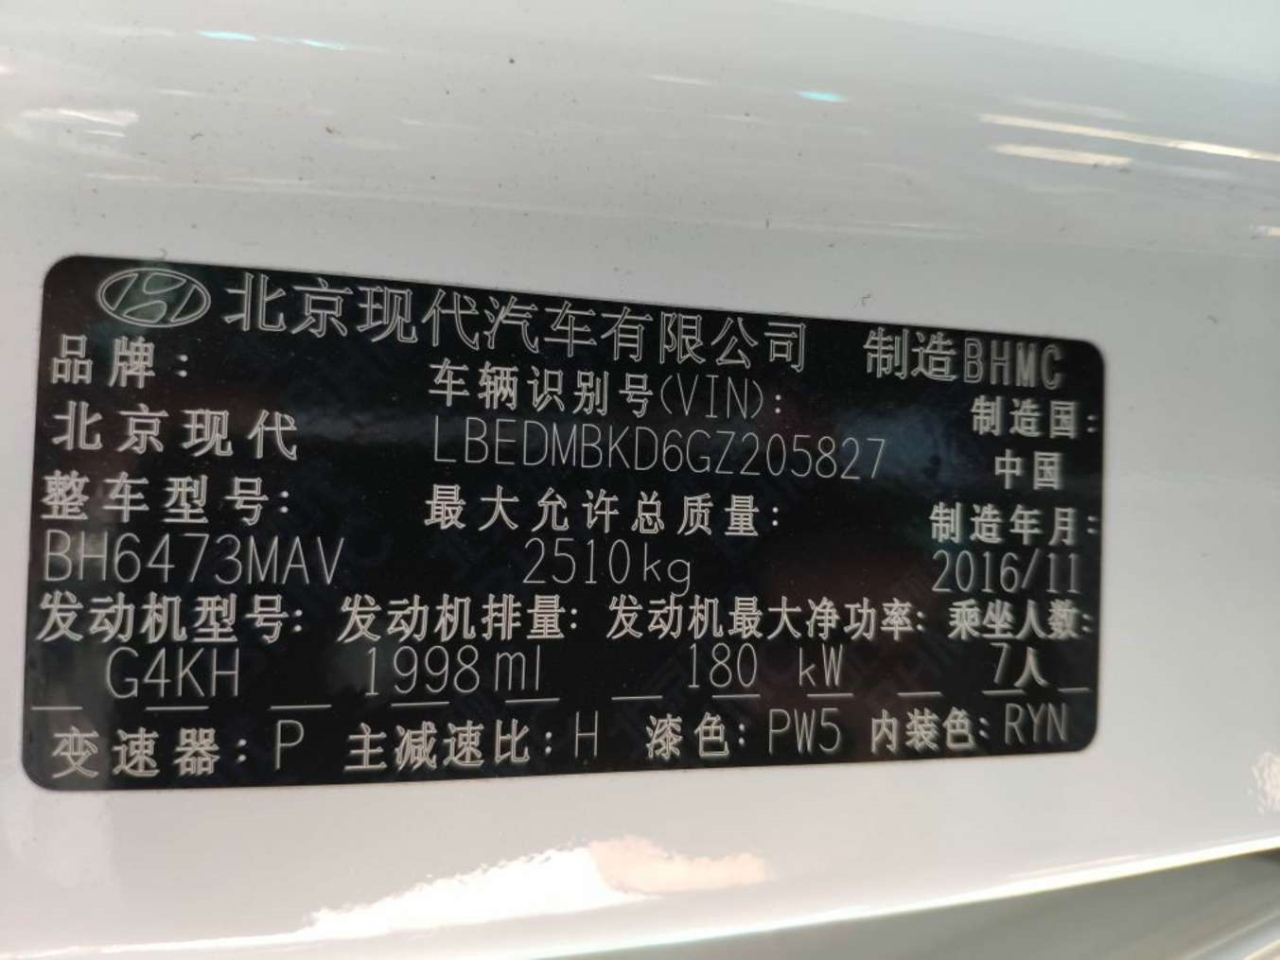 北京现代汽车有限公司 制造BHMC
品牌： 车辆识别号(VIN)： 制造国：
北京现代 LBEDMBKD6GZ205827 中国
整车型号： 最大允许总质量： 制造年月：
BH6473MAV 2510kg 2016/11
发动机型号： 发动机排量： 发动机最大净功率： 乘坐人数：
G4KH 1998ml 180 kW 7人
变速器：P 主减速比：H 漆色：PW5 内装色：RYN